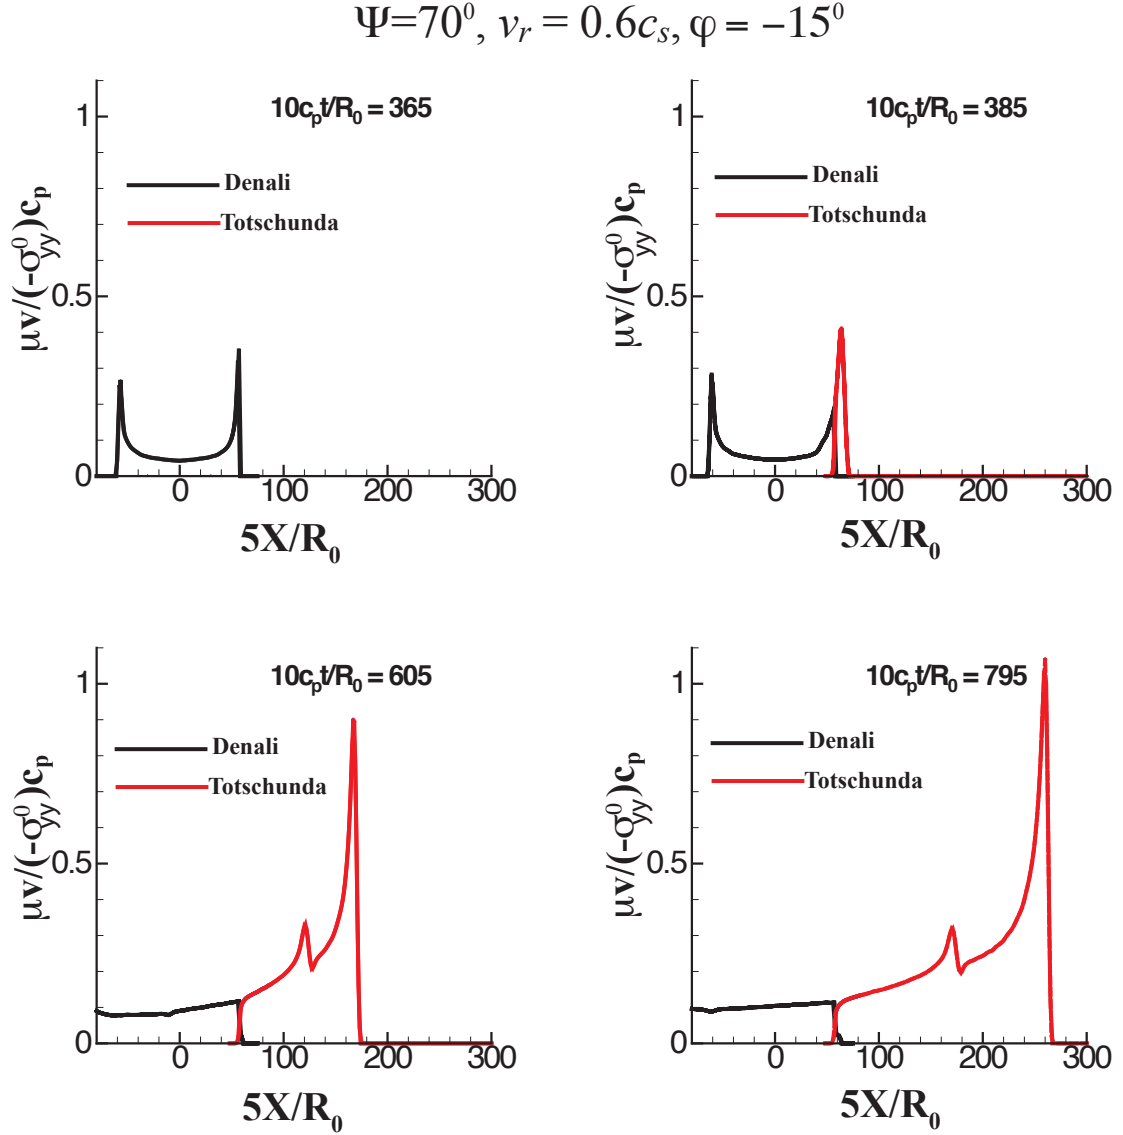 Ψ=70⁰, vᵣ = 0.6cₛ, φ = −15⁰
10cₚt/R₀ = 365
1
Denali
Totschunda
0.5
0
μv/(-σ⁰yy)cₚ
0 100 200 300
5X/R₀
10cₚt/R₀ = 385
1
Denali
Totschunda
0.5
0
μv/(-σ⁰yy)cₚ
0 100 200 300
5X/R₀
10cₚt/R₀ = 605
1
Denali
Totschunda
0.5
0
μv/(-σ⁰yy)cₚ
0 100 200 300
5X/R₀
10cₚt/R₀ = 795
1
Denali
Totschunda
0.5
0
μv/(-σ⁰yy)cₚ
0 100 200 300
5X/R₀